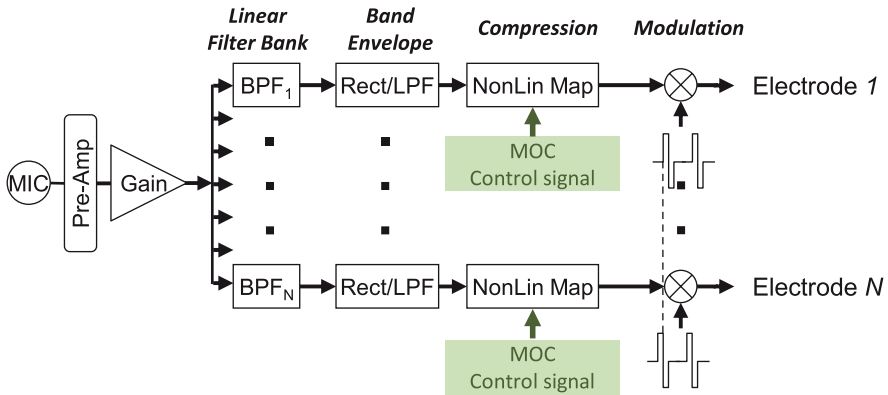 Linear
Filter Bank
Band
Envelope
Compression
Modulation
MIC
Pre-Amp
Gain
BPF1
Rect/LPF
NonLin Map
Electrode 1
MOC
Control signal
BPFN
Rect/LPF
NonLin Map
Electrode N
MOC
Control signal